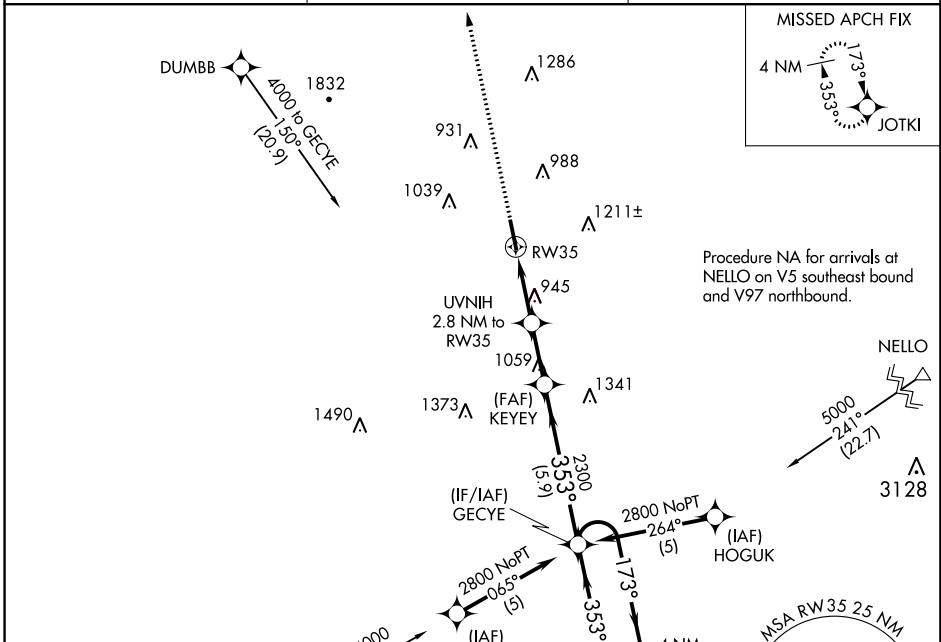 MISSED APCH FIX
4 NM
173°
353°
JOTKI
DUMBB
4000 to GECYE
150°
(20.9)
1832
1286
931
988
1039
1211±
RW35
Procedure NA for arrivals at
NELLO on V5 southeast bound
and V97 northbound.
945
UVNIH
2.8 NM to
RW35
1059
NELLO
(FAF)
KEYEY
1341
1373
1490
5000
241°
(22.7)
3128
2300
353°
(5.9)
(IF/IAF)
GECYE
2800 NoPT
264°
(5)
(IAF)
HOGUK
2800 NoPT
065°
(5)
173°
353°
(IAF)
MSA RW35 25 NM